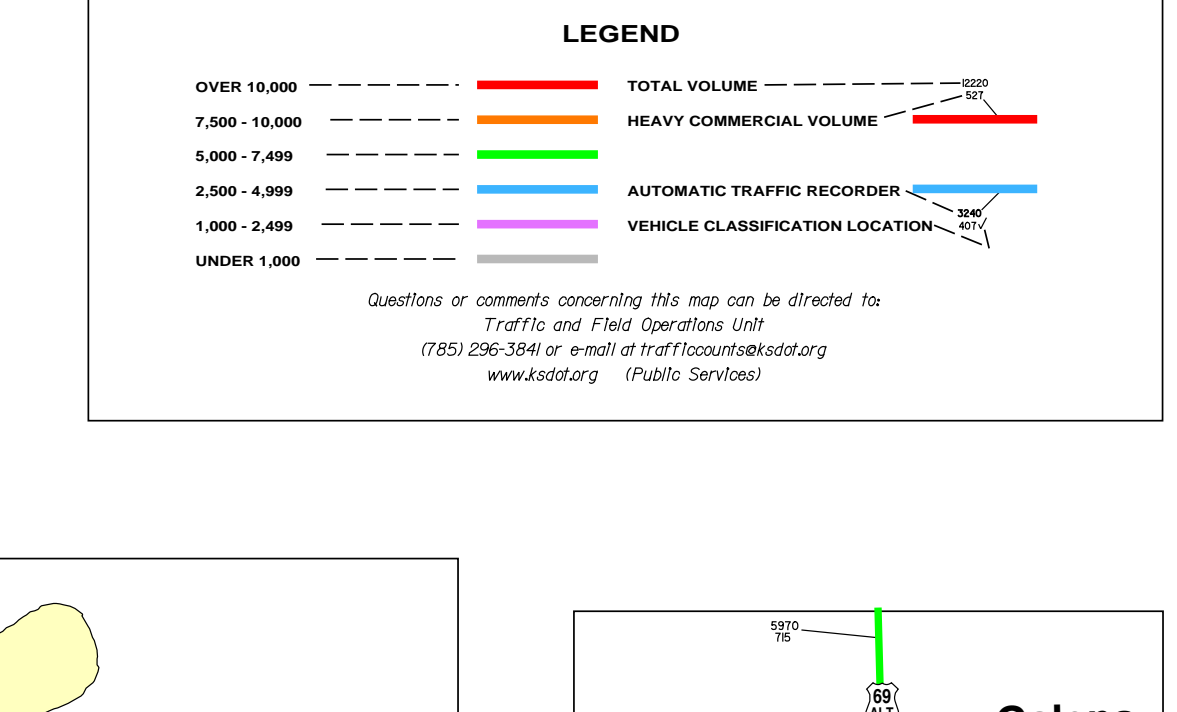 LEGEND
OVER 10,000
7,500 - 10,000
5,000 - 7,499
2,500 - 4,999
1,000 - 2,499
UNDER 1,000
TOTAL VOLUME
12220
527
HEAVY COMMERCIAL VOLUME
AUTOMATIC TRAFFIC RECORDER
3240
407√
VEHICLE CLASSIFICATION LOCATION
Questions or comments concerning this map can be directed to:
Traffic and Field Operations Unit
(785) 296-3841 or e-mail at trafficcounts@ksdot.org
www.ksdot.org (Public Services)
5970
715
69
ALT